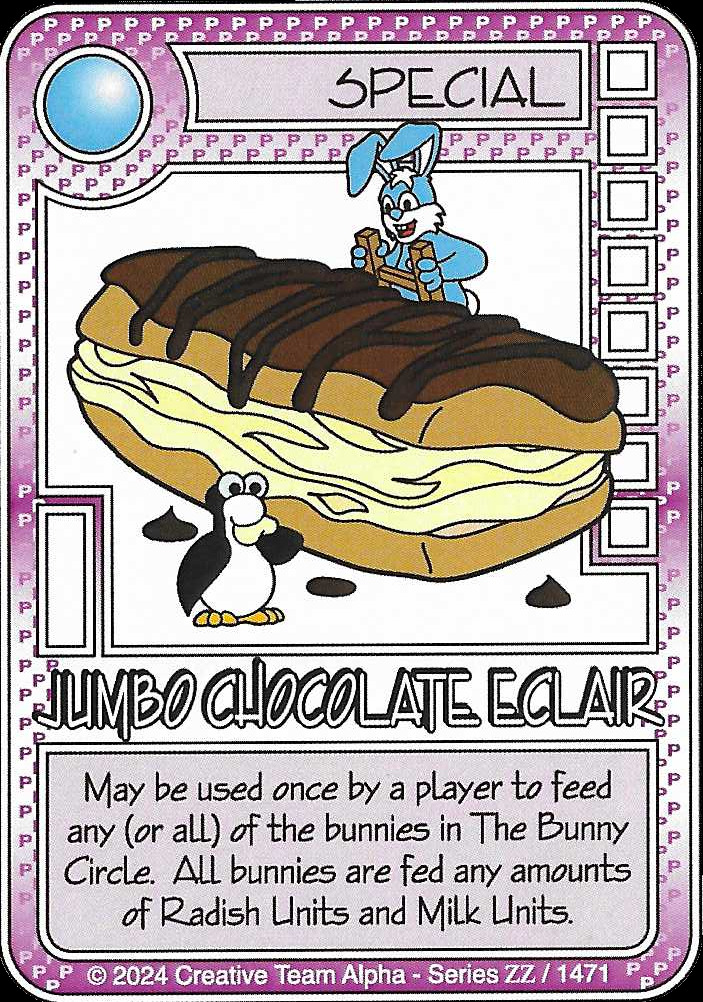 SPECIAL
JUMBO CHOCOLATE ECLAIR
May be used once by a player to feed
any (or all) of the bunnies in The Bunny
Circle. All bunnies are fed any amounts
of Radish Units and Milk Units.
© 2024 Creative Team Alpha - Series ZZ / 1471